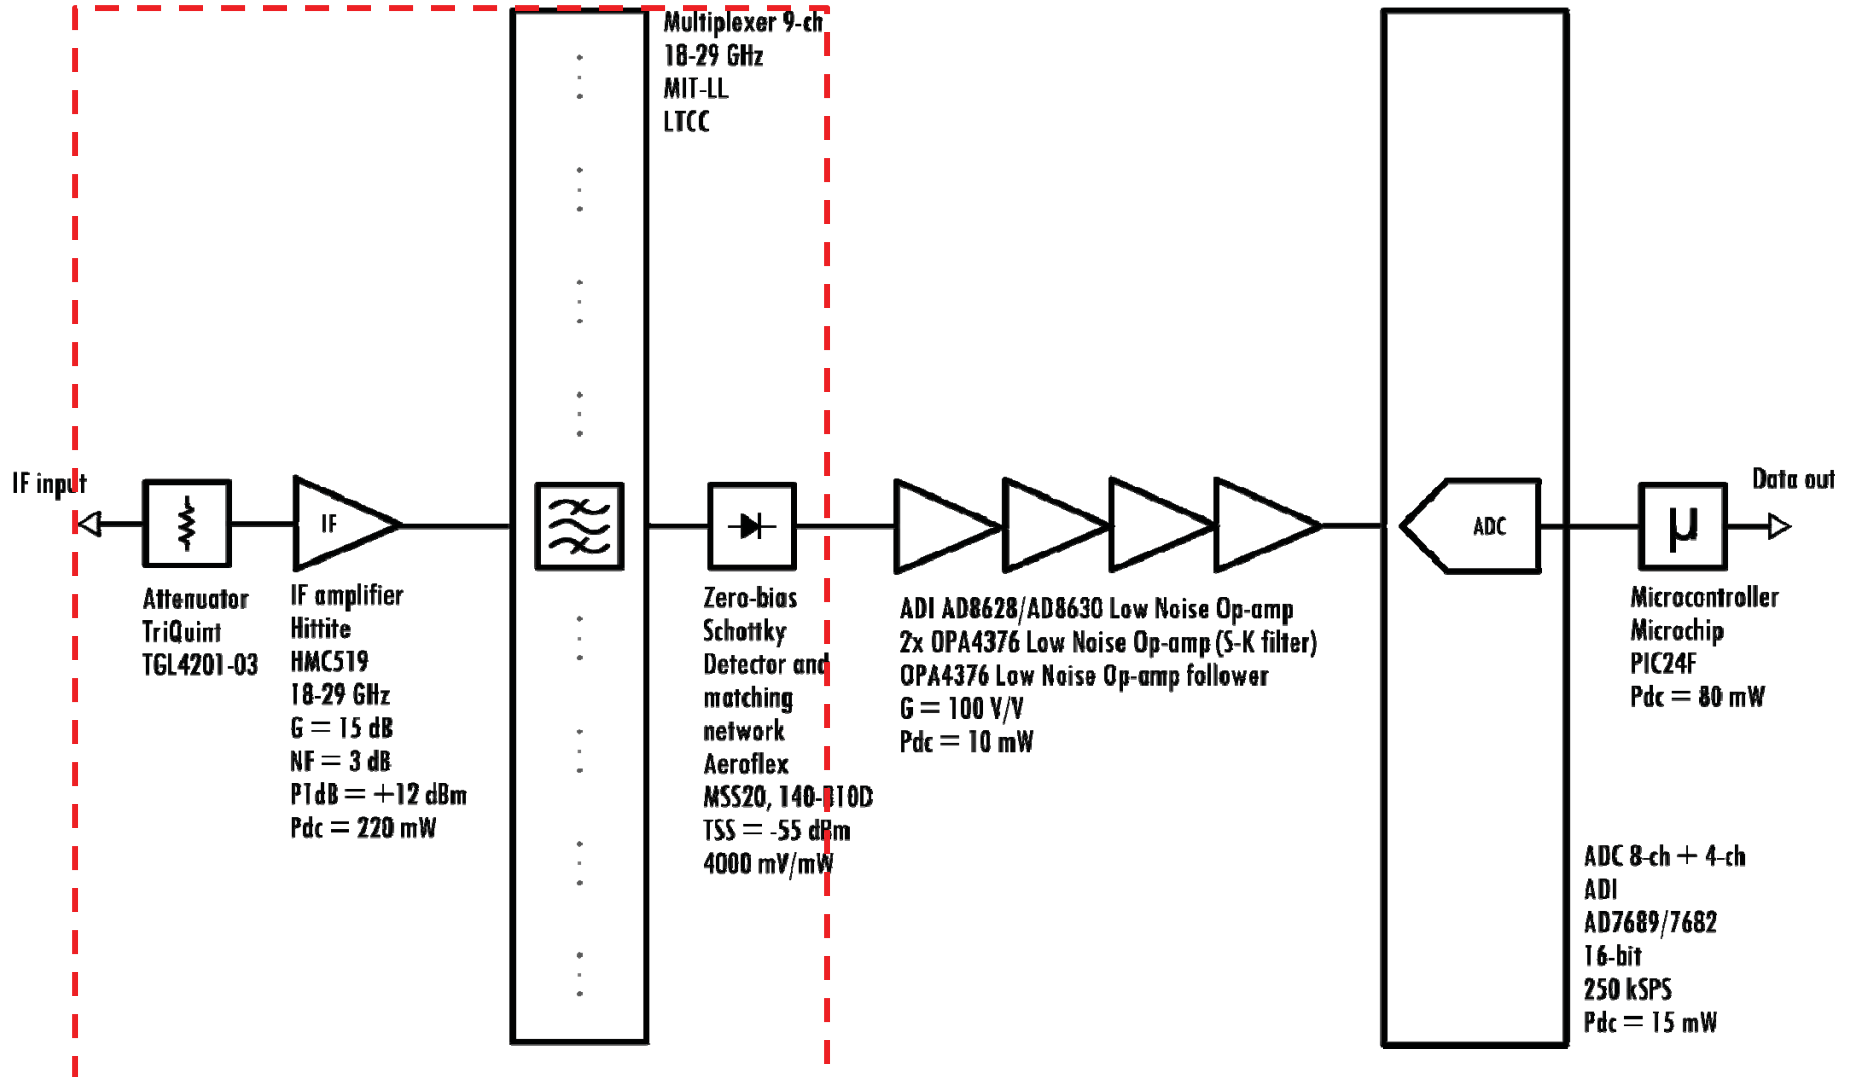 Multiplexer 9-ch
18-29 GHz
MIT-LL
LTCC
IF input
IF
ADC
µ
Data out
Attenuator
TriQuint
TGL4201-03
IF amplifier
Hittite
HMC519
18-29 GHz
G = 15 dB
NF = 3 dB
P1dB = +12 dBm
Pdc = 220 mW
Zero-bias
Schottky
Detector and
matching
network
Aeroflex
MSS20, 140-B10D
TSS = -55 dBm
4000 mV/mW
ADI AD8628/AD8630 Low Noise Op-amp
2x OPA4376 Low Noise Op-amp (S-K filter)
OPA4376 Low Noise Op-amp follower
G = 100 V/V
Pdc = 10 mW
Microcontroller
Microchip
PIC24F
Pdc = 80 mW
ADC 8-ch + 4-ch
ADI
AD7689/7682
16-bit
250 kSPS
Pdc = 15 mW